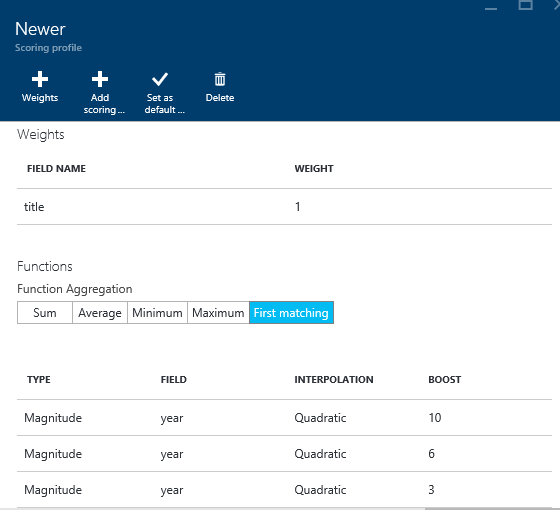 Newer
Scoring profile
Weights Add scoring ... Set as default ... Delete
Weights
FIELD NAME WEIGHT
title 1
Functions
Function Aggregation
Sum Average Minimum Maximum First matching
TYPE FIELD INTERPOLATION BOOST
Magnitude year Quadratic 10
Magnitude year Quadratic 6
Magnitude year Quadratic 3